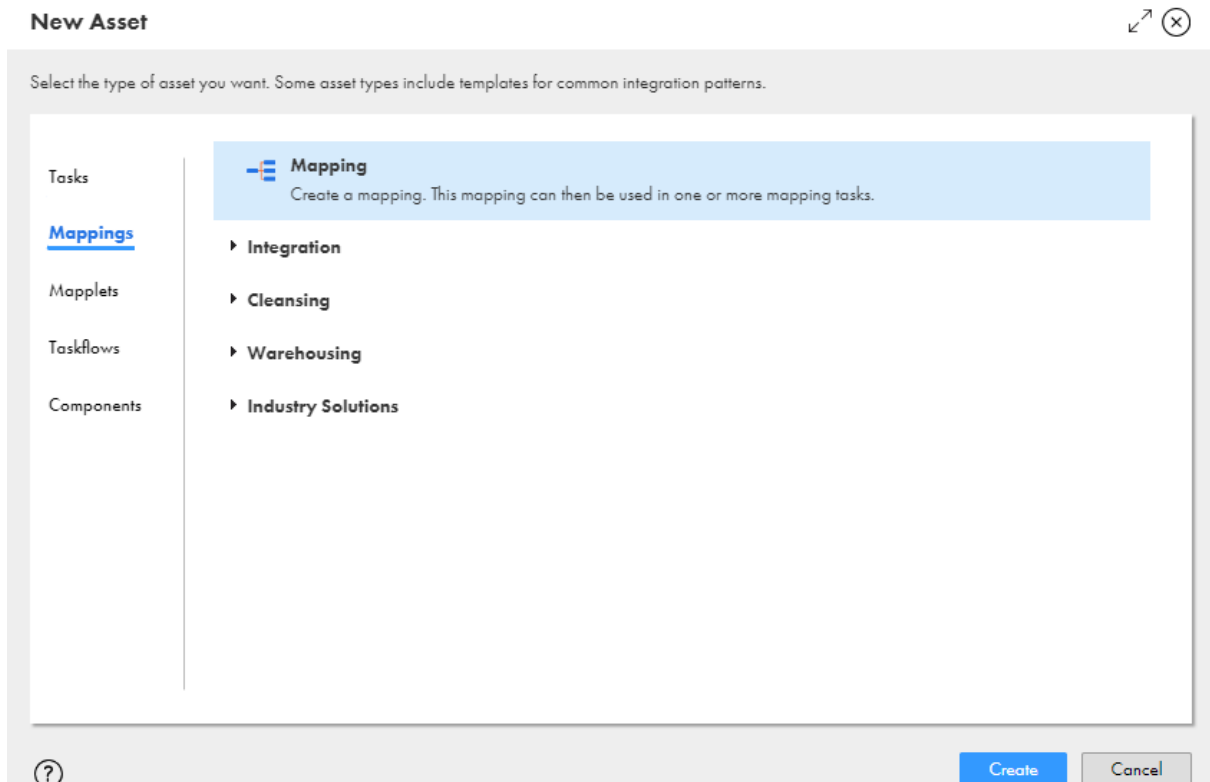 New Asset
Select the type of asset you want. Some asset types include templates for common integration patterns.
Tasks
Mappings
Mapplets
Taskflows
Components
Mapping
Create a mapping. This mapping can then be used in one or more mapping tasks.
Integration
Cleansing
Warehousing
Industry Solutions
?
Create
Cancel